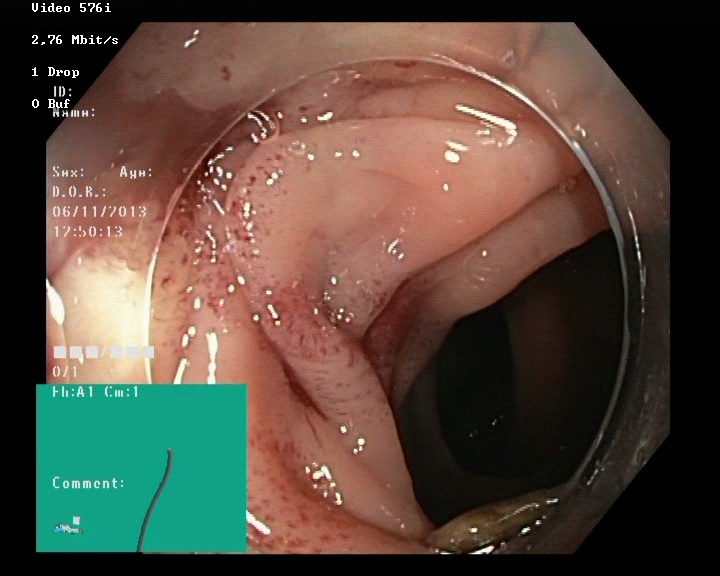 Video 576i
2,76 Mbit/s
1 Drop
0 Buf
ID:
Name:
Sex: Age:
D.O.B.:
06/11/2013
12:50:13
0/1
Eh:A1 Cm:1
Comment: